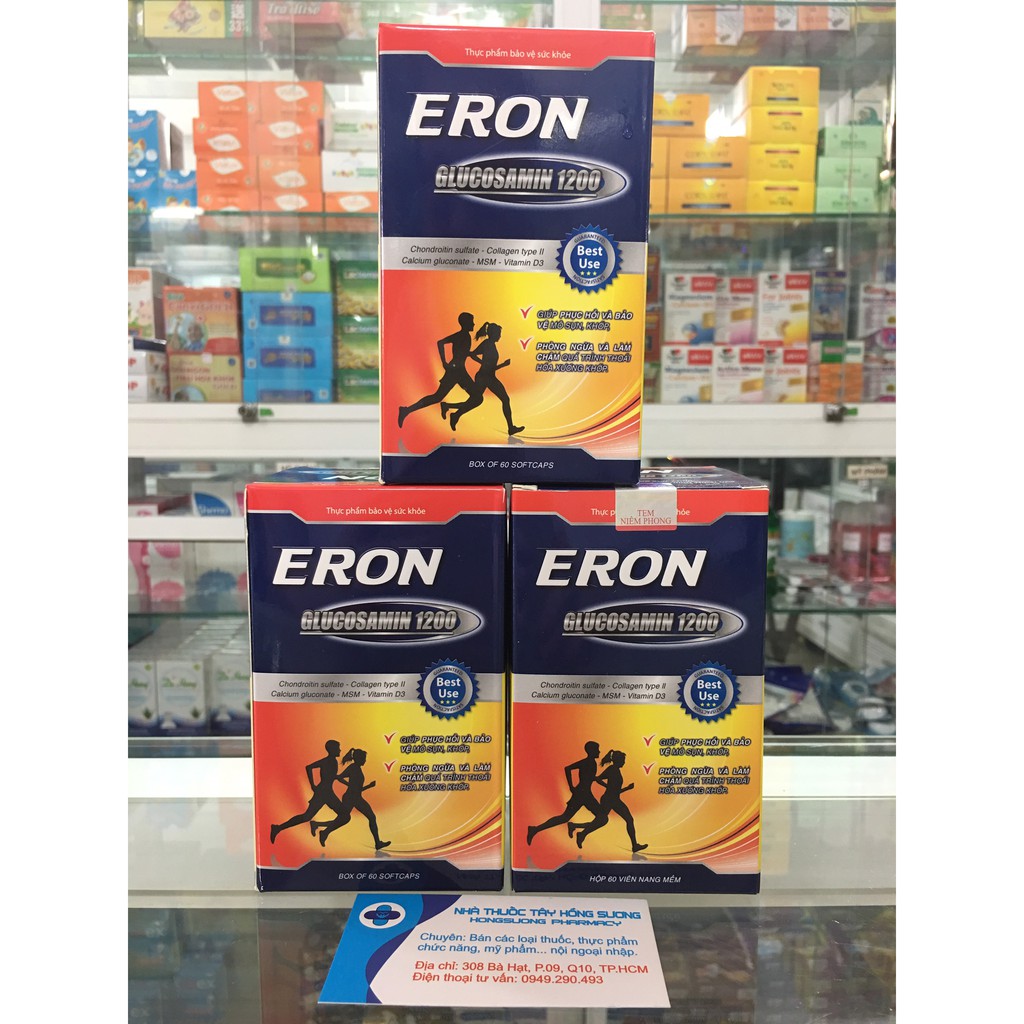 Thực phẩm bảo vệ sức khỏe
ERON
GLUCOSAMIN 1200
Chondroitin sulfate - Collagen type II
Calcium gluconate - MSM - Vitamin D3
GUARANTEED
Best
Use
SATISFACTION
GIÚP PHỤC HỒI VÀ BẢO
VỆ MÔ SỤN, KHỚP.
PHÒNG NGỪA VÀ LÀM
CHẬM QUÁ TRÌNH THOÁI
HÓA XƯƠNG KHỚP.
BOX OF 60 SOFTCAPS
Thực phẩm bảo vệ sức khỏe
ERON
GLUCOSAMIN 1200
Chondroitin sulfate - Collagen type II
Calcium gluconate - MSM - Vitamin D3
GUARANTEED
Best
Use
SATISFACTION
GIÚP PHỤC HỒI VÀ BẢO
VỆ MÔ SỤN, KHỚP.
PHÒNG NGỪA VÀ LÀM
CHẬM QUÁ TRÌNH THOÁI
HÓA XƯƠNG KHỚP.
BOX OF 60 SOFTCAPS
TEM
NIÊM PHONG
ERON
GLUCOSAMIN 1200
Chondroitin sulfate - Collagen type II
Calcium gluconate - MSM - Vitamin D3
GUARANTEED
Best
Use
SATISFACTION
GIÚP PHỤC HỒI VÀ BẢO
VỆ MÔ SỤN, KHỚP.
PHÒNG NGỪA VÀ LÀM
CHẬM QUÁ TRÌNH THOÁI
HÓA XƯƠNG KHỚP.
HỘP 60 VIÊN NANG MỀM
NHÀ THUỐC TÂY HỒNG SƯƠNG
HONGSUONG PHARMACY
Chuyên: Bán các loại thuốc, thực phẩm
chức năng, mỹ phẩm... nội ngoại nhập.
Địa chỉ: 308 Bà Hạt, P.09, Q10, TP.HCM
Điện thoại tư vấn: 0949.290.493